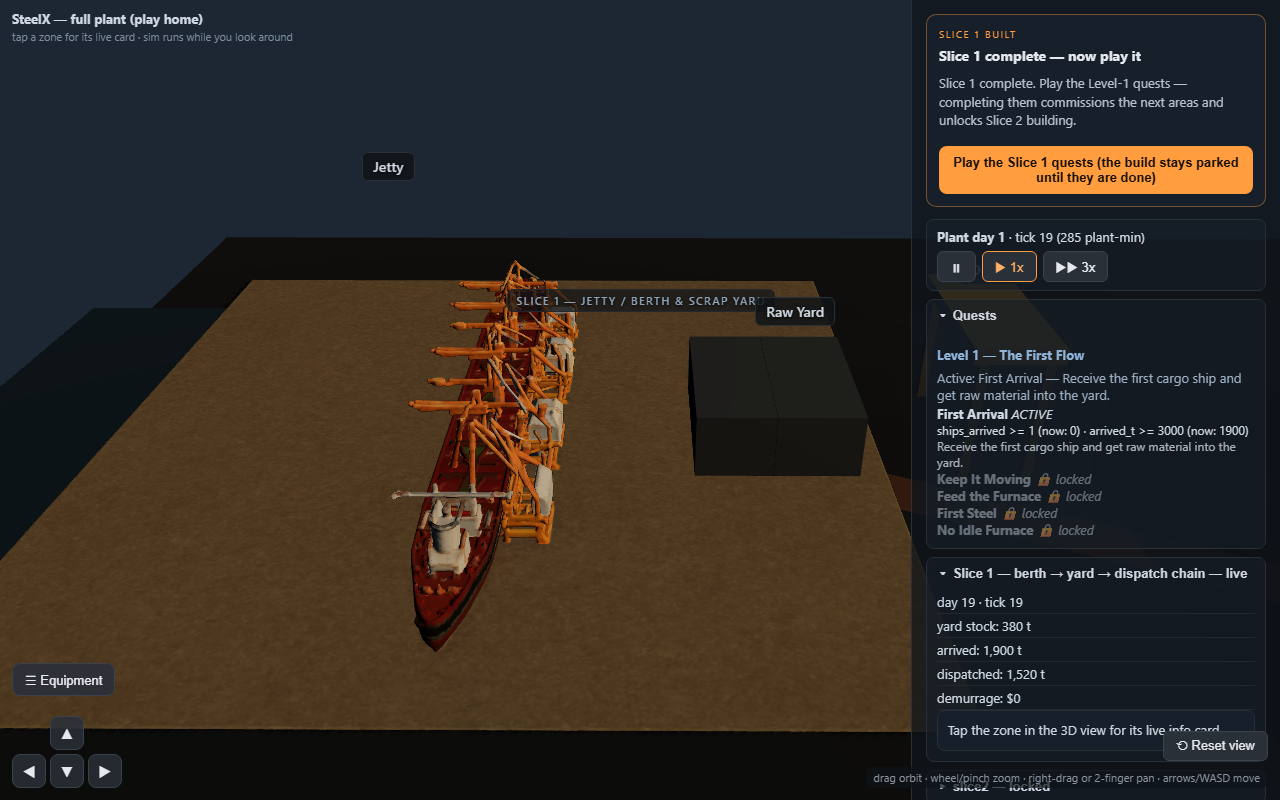 SteelX — full plant (play home)
tap a zone for its live card · sim runs while you look around
Jetty
SLICE 1 — JETTY / BERTH & SCRAP YARD
Raw Yard
☰ Equipment
▲
◀ ▼ ▶
SLICE 1 BUILT
Slice 1 complete — now play it
Slice 1 complete. Play the Level-1 quests —
completing them commissions the next areas and
unlocks Slice 2 building.
Play the Slice 1 quests (the build stays parked
until they are done)
Plant day 1 · tick 19 (285 plant-min)
⏸ ▶ 1x ▶▶ 3x
Quests
Level 1 — The First Flow
Active: First Arrival — Receive the first cargo ship and
get raw material into the yard.
First Arrival ACTIVE
ships_arrived >= 1 (now: 0) · arrived_t >= 3000 (now: 1900)
Receive the first cargo ship and get raw material into the
yard.
Keep It Moving 🔒 locked
Feed the Furnace 🔒 locked
First Steel 🔒 locked
No Idle Furnace 🔒 locked
Slice 1 — berth → yard → dispatch chain — live
day 19 · tick 19
yard stock: 380 t
arrived: 1,900 t
dispatched: 1,520 t
demurrage: $0
Tap the zone in the 3D view for its live info card.
⟲ Reset view
drag orbit · wheel/pinch zoom · right-drag or 2-finger pan · arrows/WASD move
slice2 — locked